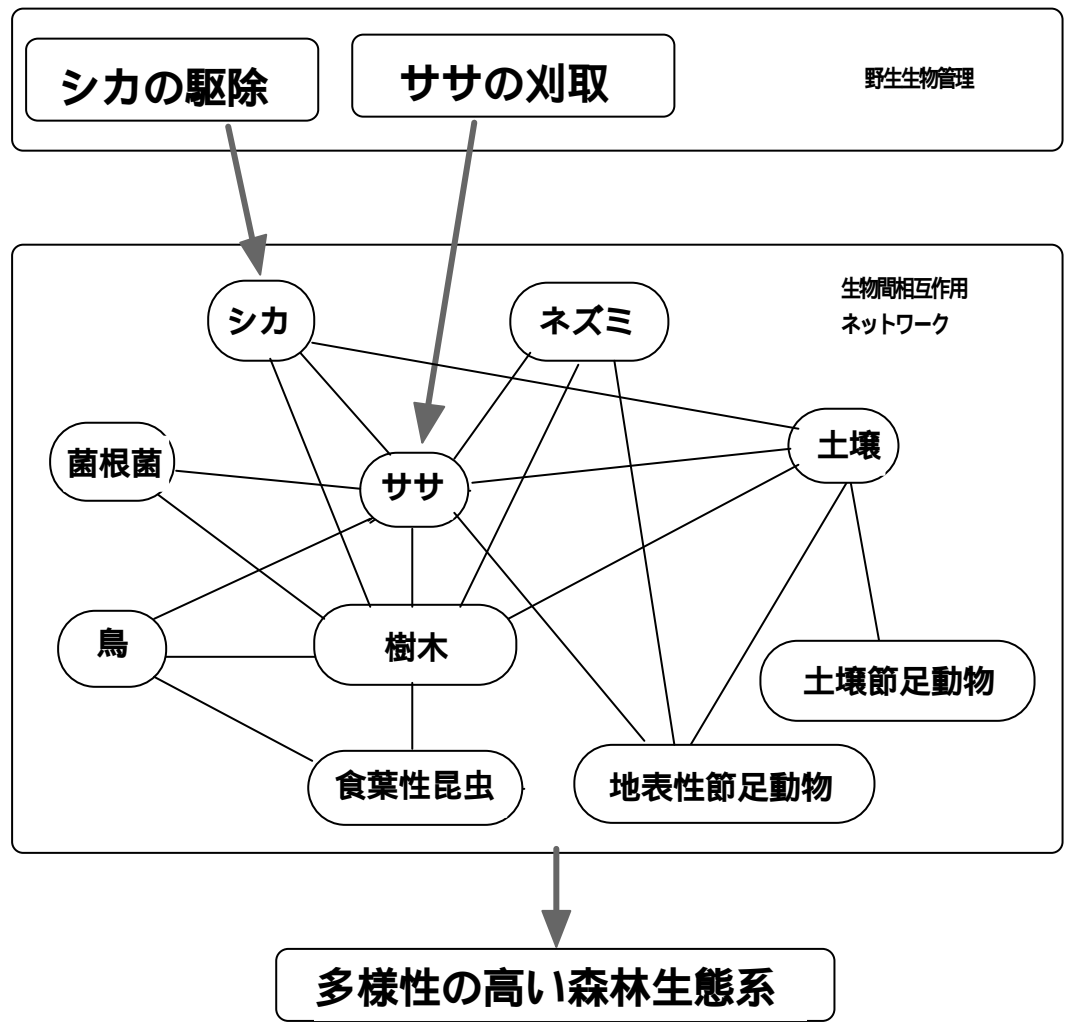 シカの駆除
ササの刈取
野生生物管理
生物間相互作用
ネットワーク
シカ
ネズミ
土壌
菌根菌
ササ
鳥
樹木
土壌節足動物
食葉性昆虫
地表性節足動物
多様性の高い森林生態系